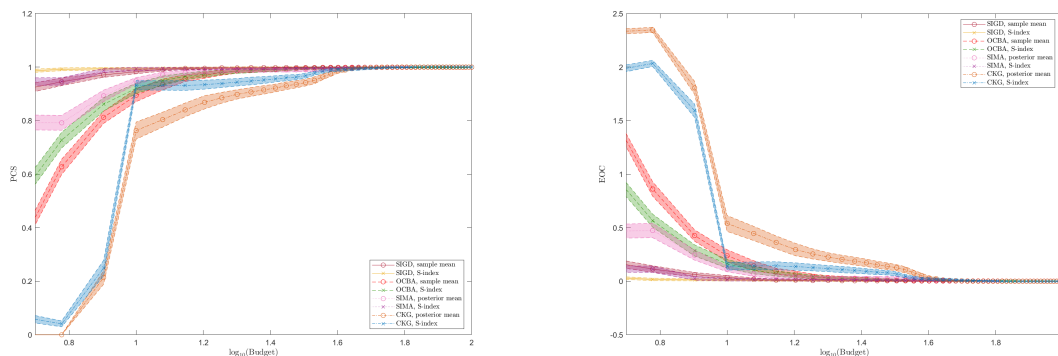 1.2
1
0.8
0.6
0.4
0.2
0
PCS
0.8
1
1.2
1.4
1.6
1.8
2
log₁₀(Budget)
SIGD, sample mean
SIGD, S-index
OCBA, sample mean
OCBA, S-index
SIMA, posterior mean
SIMA, S-index
CKG, posterior mean
CKG, S-index
2.5
2
1.5
1
0.5
0
-0.5
EOC
0.8
1
1.2
1.4
1.6
1.8
log₁₀(Budget)
SIGD, sample mean
SIGD, S-index
OCBA, sample mean
OCBA, S-index
SIMA, posterior mean
SIMA, S-index
CKG, posterior mean
CKG, S-index